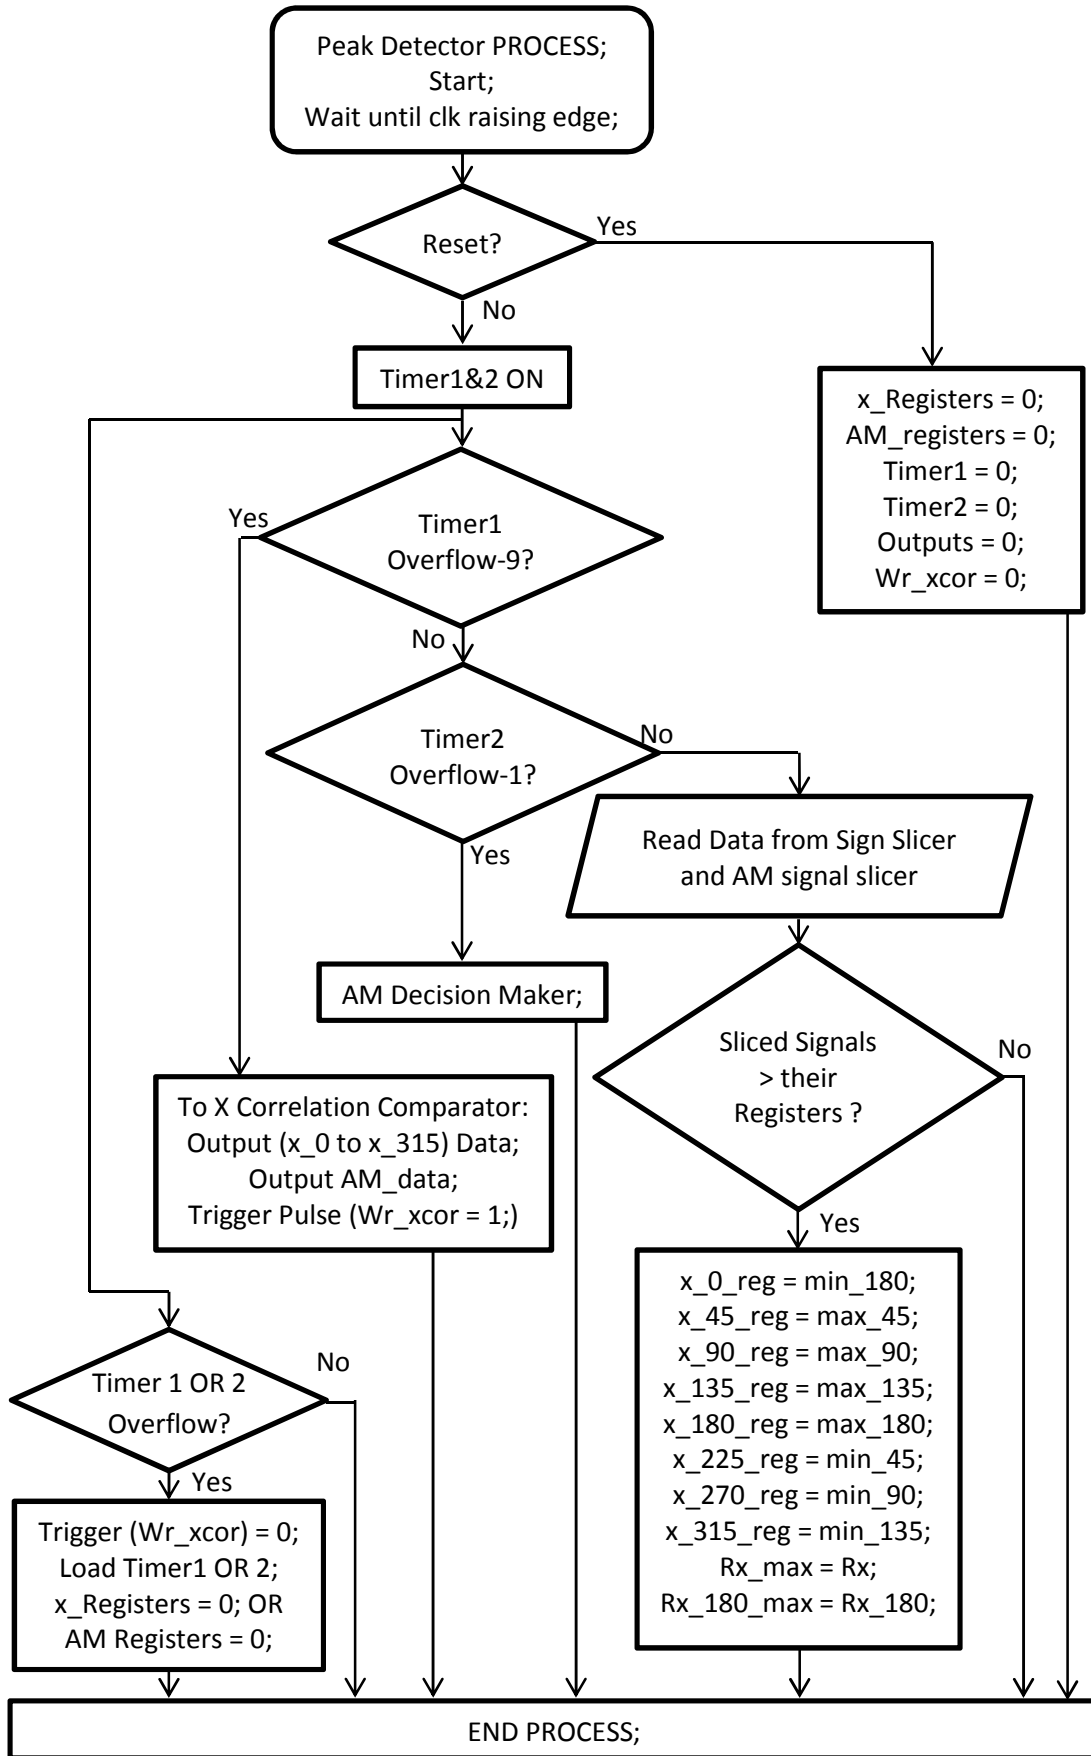 Peak Detector PROCESS;
Start;
Wait until clk raising edge;
Reset?
Yes
No
Timer1&2 ON
x_Registers = 0;
AM_registers = 0;
Timer1 = 0;
Timer2 = 0;
Outputs = 0;
Wr_xcor = 0;
Yes
Timer1
Overflow-9?
No
Timer2
Overflow-1?
No
Yes
Read Data from Sign Slicer
and AM signal slicer
AM Decision Maker;
Sliced Signals
> their
Registers ?
No
Yes
To X Correlation Comparator:
Output (x_0 to x_315) Data;
Output AM_data;
Trigger Pulse (Wr_xcor = 1;)
x_0_reg = min_180;
x_45_reg = max_45;
x_90_reg = max_90;
x_135_reg = max_135;
x_180_reg = max_180;
x_225_reg = min_45;
x_270_reg = min_90;
x_315_reg = min_135;
Rx_max = Rx;
Rx_180_max = Rx_180;
Timer 1 OR 2
Overflow?
No
Yes
Trigger (Wr_xcor) = 0;
Load Timer1 OR 2;
x_Registers = 0; OR
AM Registers = 0;
END PROCESS;